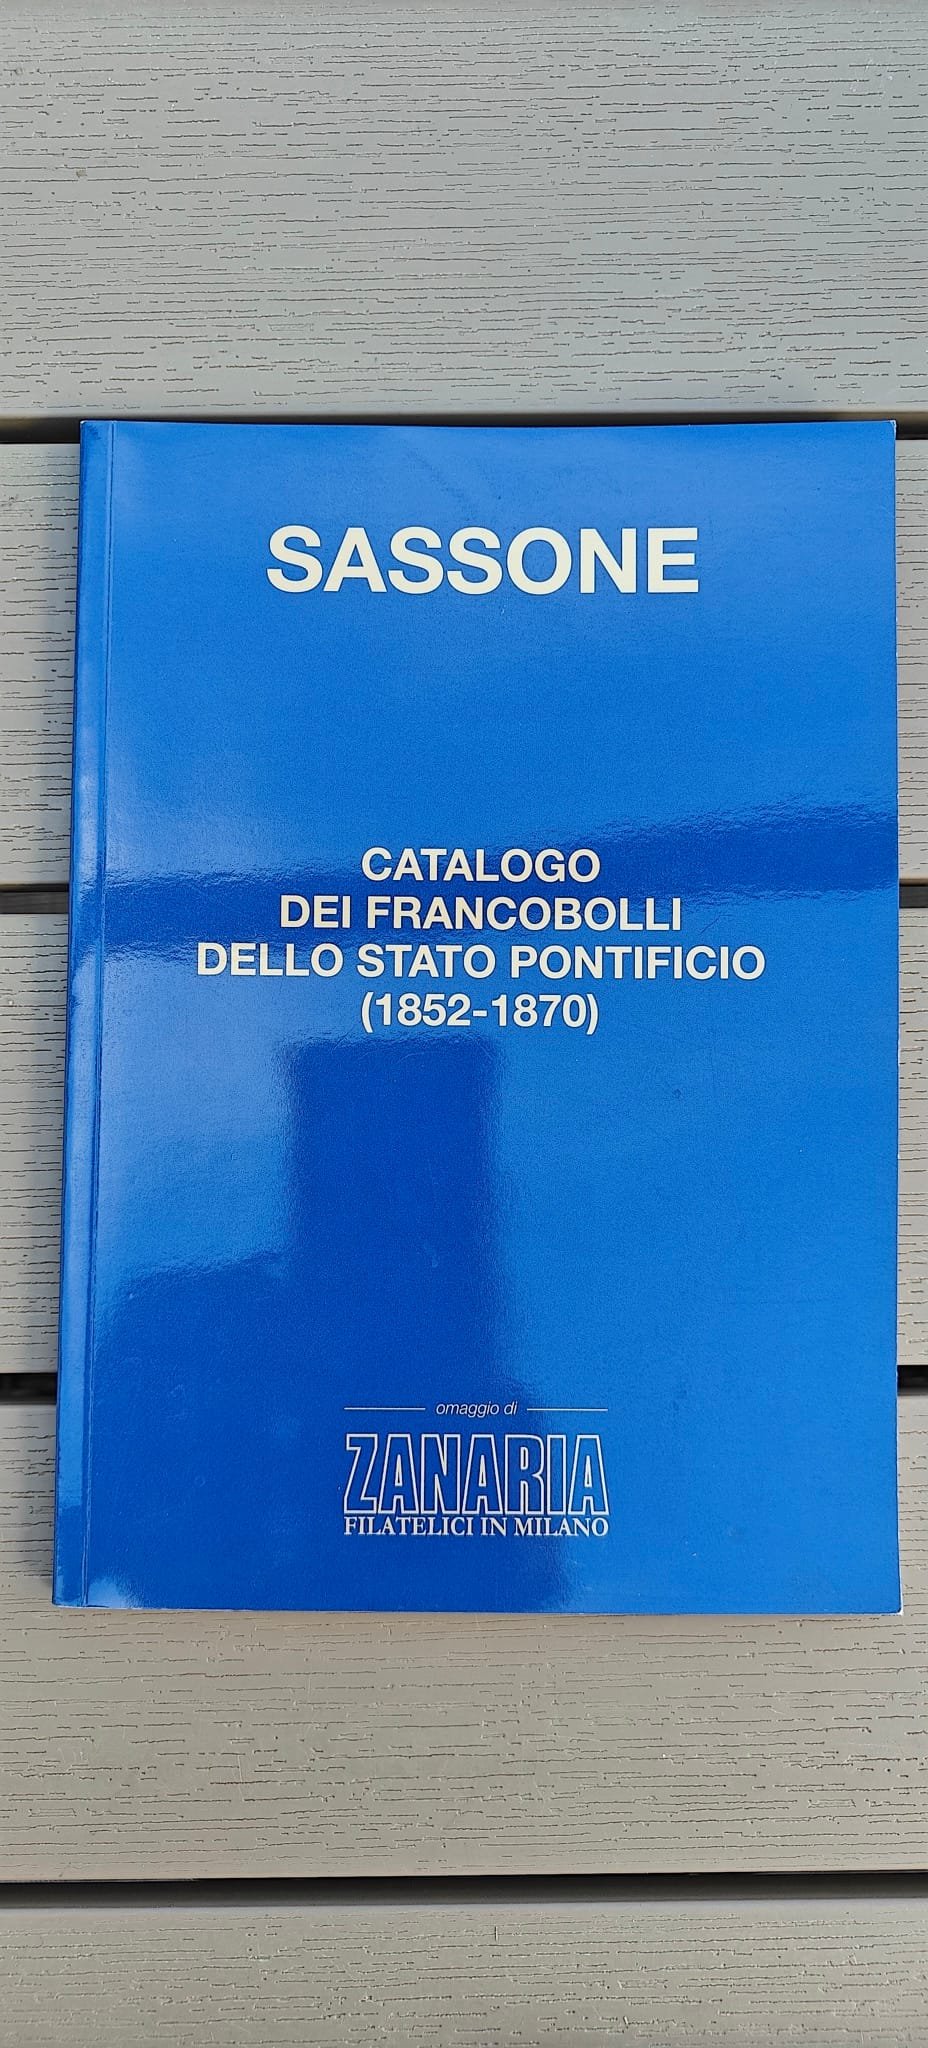 SASSONE
CATALOGO
DEI FRANCOBOLLI
DELLO STATO PONTIFICIO
(1852-1870)
omaggio di
ZANARIA
FILATELICI IN MILANO